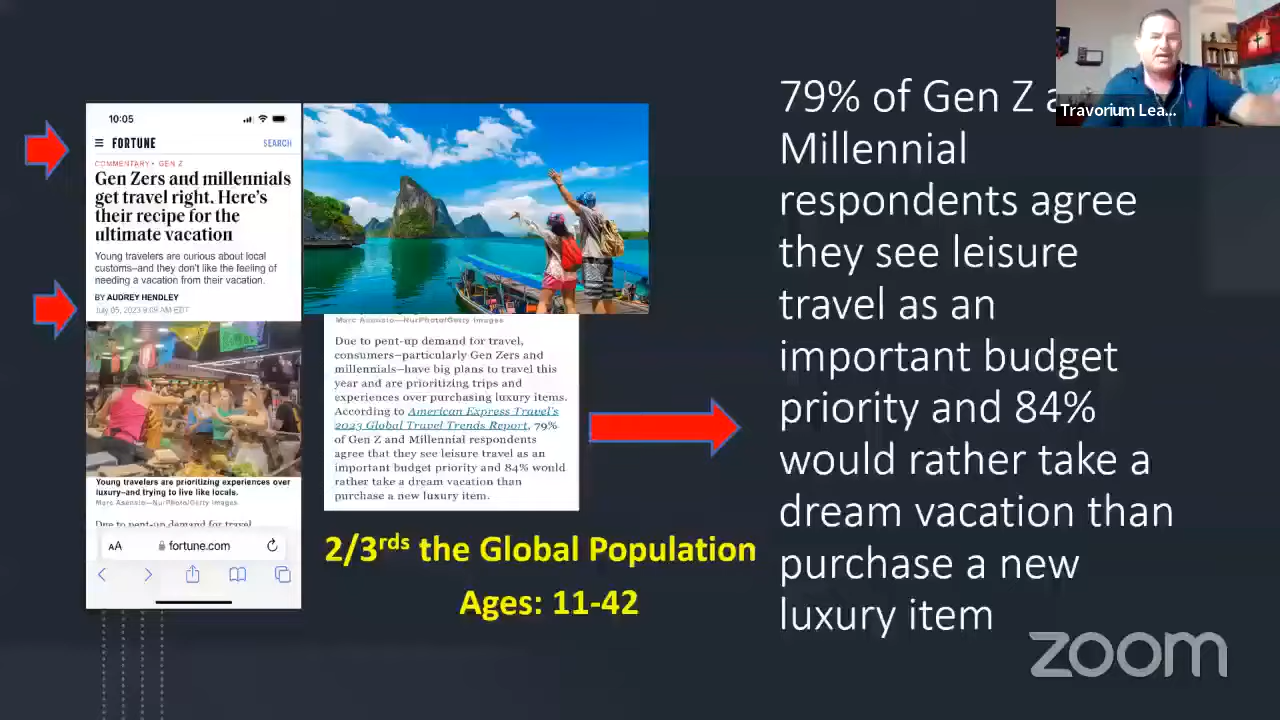 10:05
FORTUNE
SEARCH
COMMENTARY • GEN Z
Gen Zers and millennials
get travel right. Here's
their recipe for the
ultimate vacation
Young travelers are curious about local
customs–and they don't like the feeling of
needing a vacation from their vacation.
BY AUDREY HENDLEY
July 05, 2023 9:09 AM EDT
Young travelers are prioritizing experiences over
luxury–and trying to live like locals.
Marc Asensio—NurPhoto/Getty Images
Due to pent-up demand for travel
AA
fortune.com
Marc Asensio—NurPhoto/Getty Images
Due to pent-up demand for travel,
consumers—particularly Gen Zers and
millennials—have big plans to travel this
year and are prioritizing trips and
experiences over purchasing luxury items.
According to American Express Travel's
2023 Global Travel Trends Report, 79%
of Gen Z and Millennial respondents
agree that they see leisure travel as an
important budget priority and 84% would
rather take a dream vacation than
purchase a new luxury item.
2/3rds the Global Population
Ages: 11-42
79% of Gen Z a
Millennial
respondents agree
they see leisure
travel as an
important budget
priority and 84%
would rather take a
dream vacation than
purchase a new
luxury item
Travorium Lea...
zoom